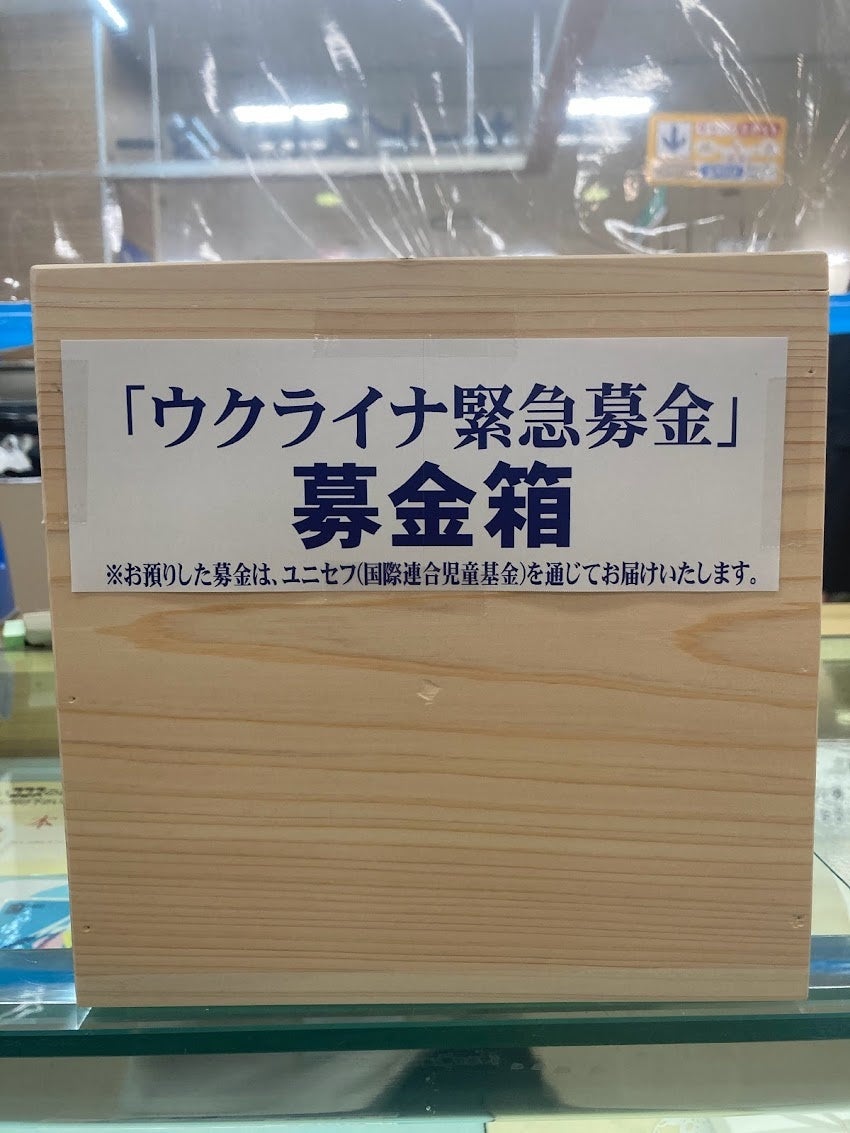 「ウクライナ緊急募金」
募金箱
※お預りした募金は、ユニセフ(国際連合児童基金)を通じてお届けいたします。